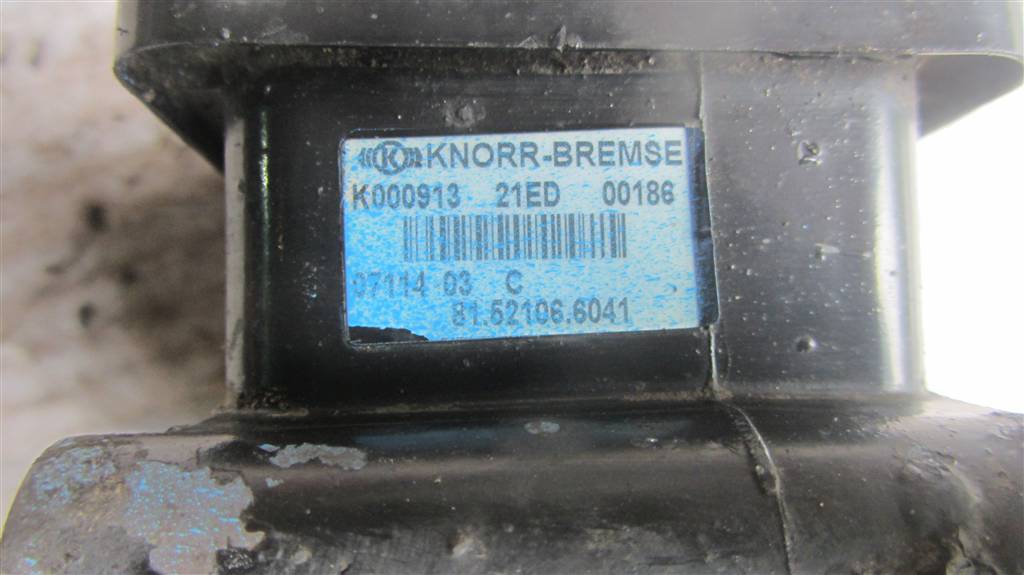 KNORR-BREMSE
K000913 21ED 00186
07114 03 C
81.52106.6041